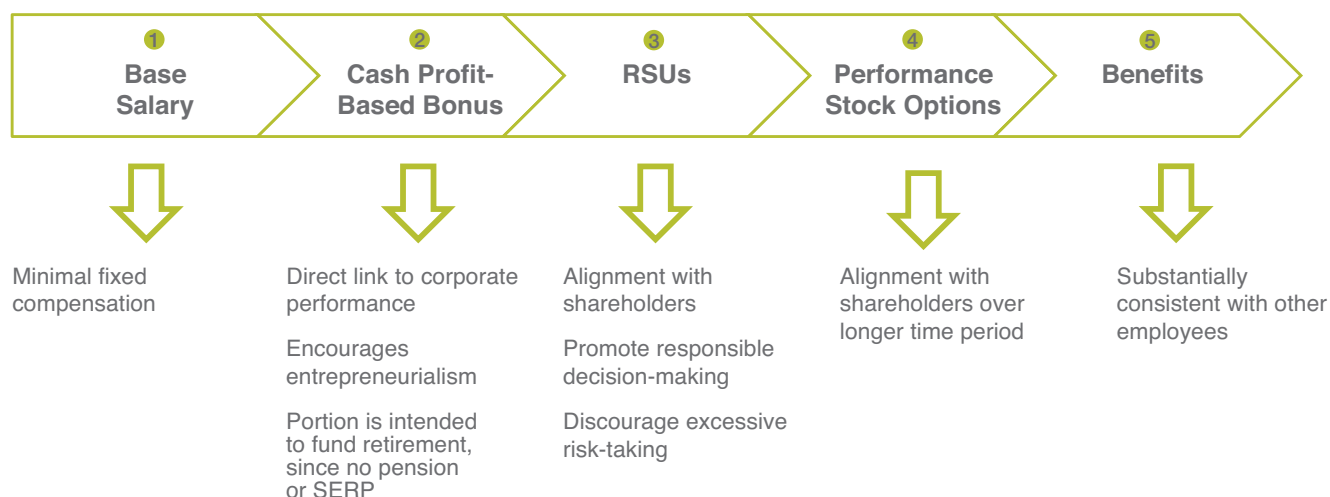 1
Base
Salary
2
Cash Profit-
Based Bonus
3
RSUs
4
Performance
Stock Options
5
Benefits
Minimal fixed
compensation
Direct link to corporate
performance
Encourages
entrepreneurialism
Portion is intended
to fund retirement,
since no pension
or SERP
Alignment with
shareholders
Promote responsible
decision-making
Discourage excessive
risk-taking
Alignment with
shareholders over
longer time period
Substantially
consistent with other
employees